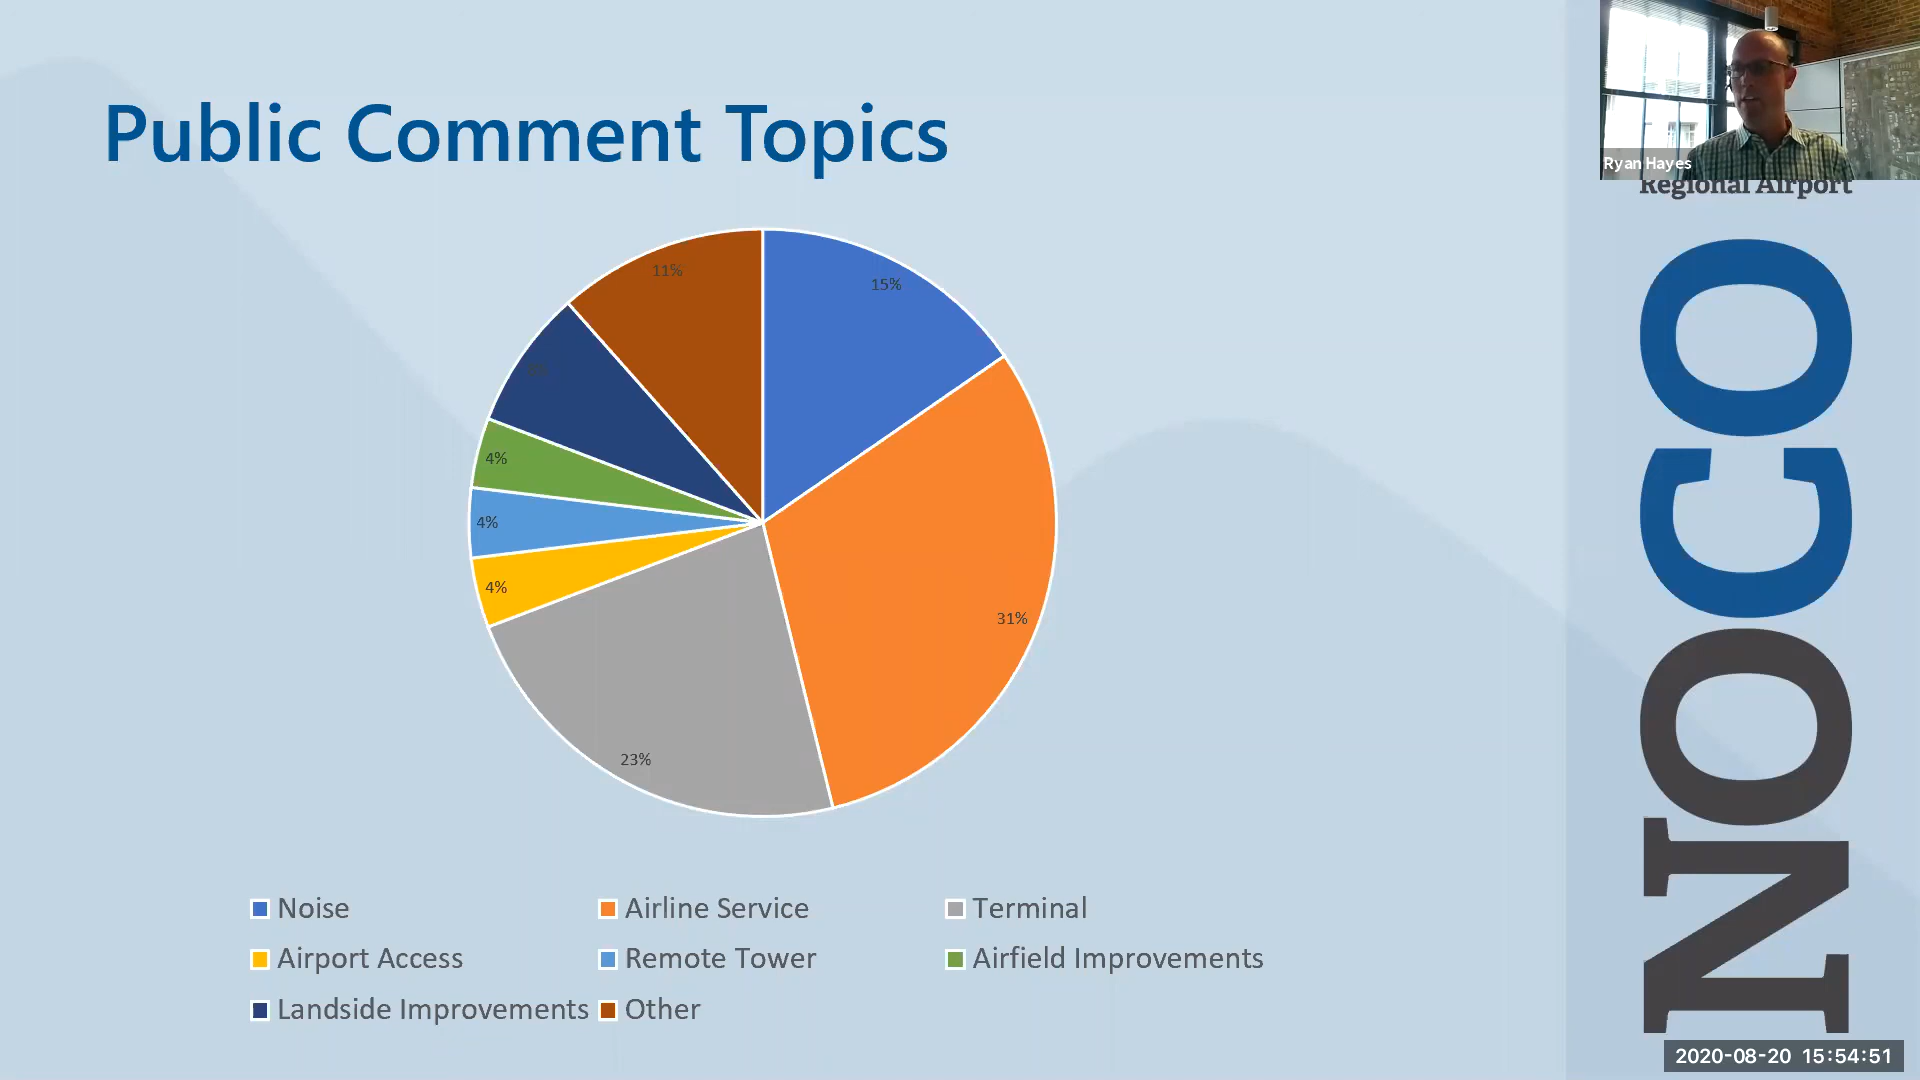 Public Comment Topics
Ryan Hayes
Regional Airport
11%
15%
4%
4%
4%
31%
23%
Noise
Airline Service
Terminal
Airport Access
Remote Tower
Airfield Improvements
Landside Improvements
Other
NOCO
2020-08-20 15:54:51